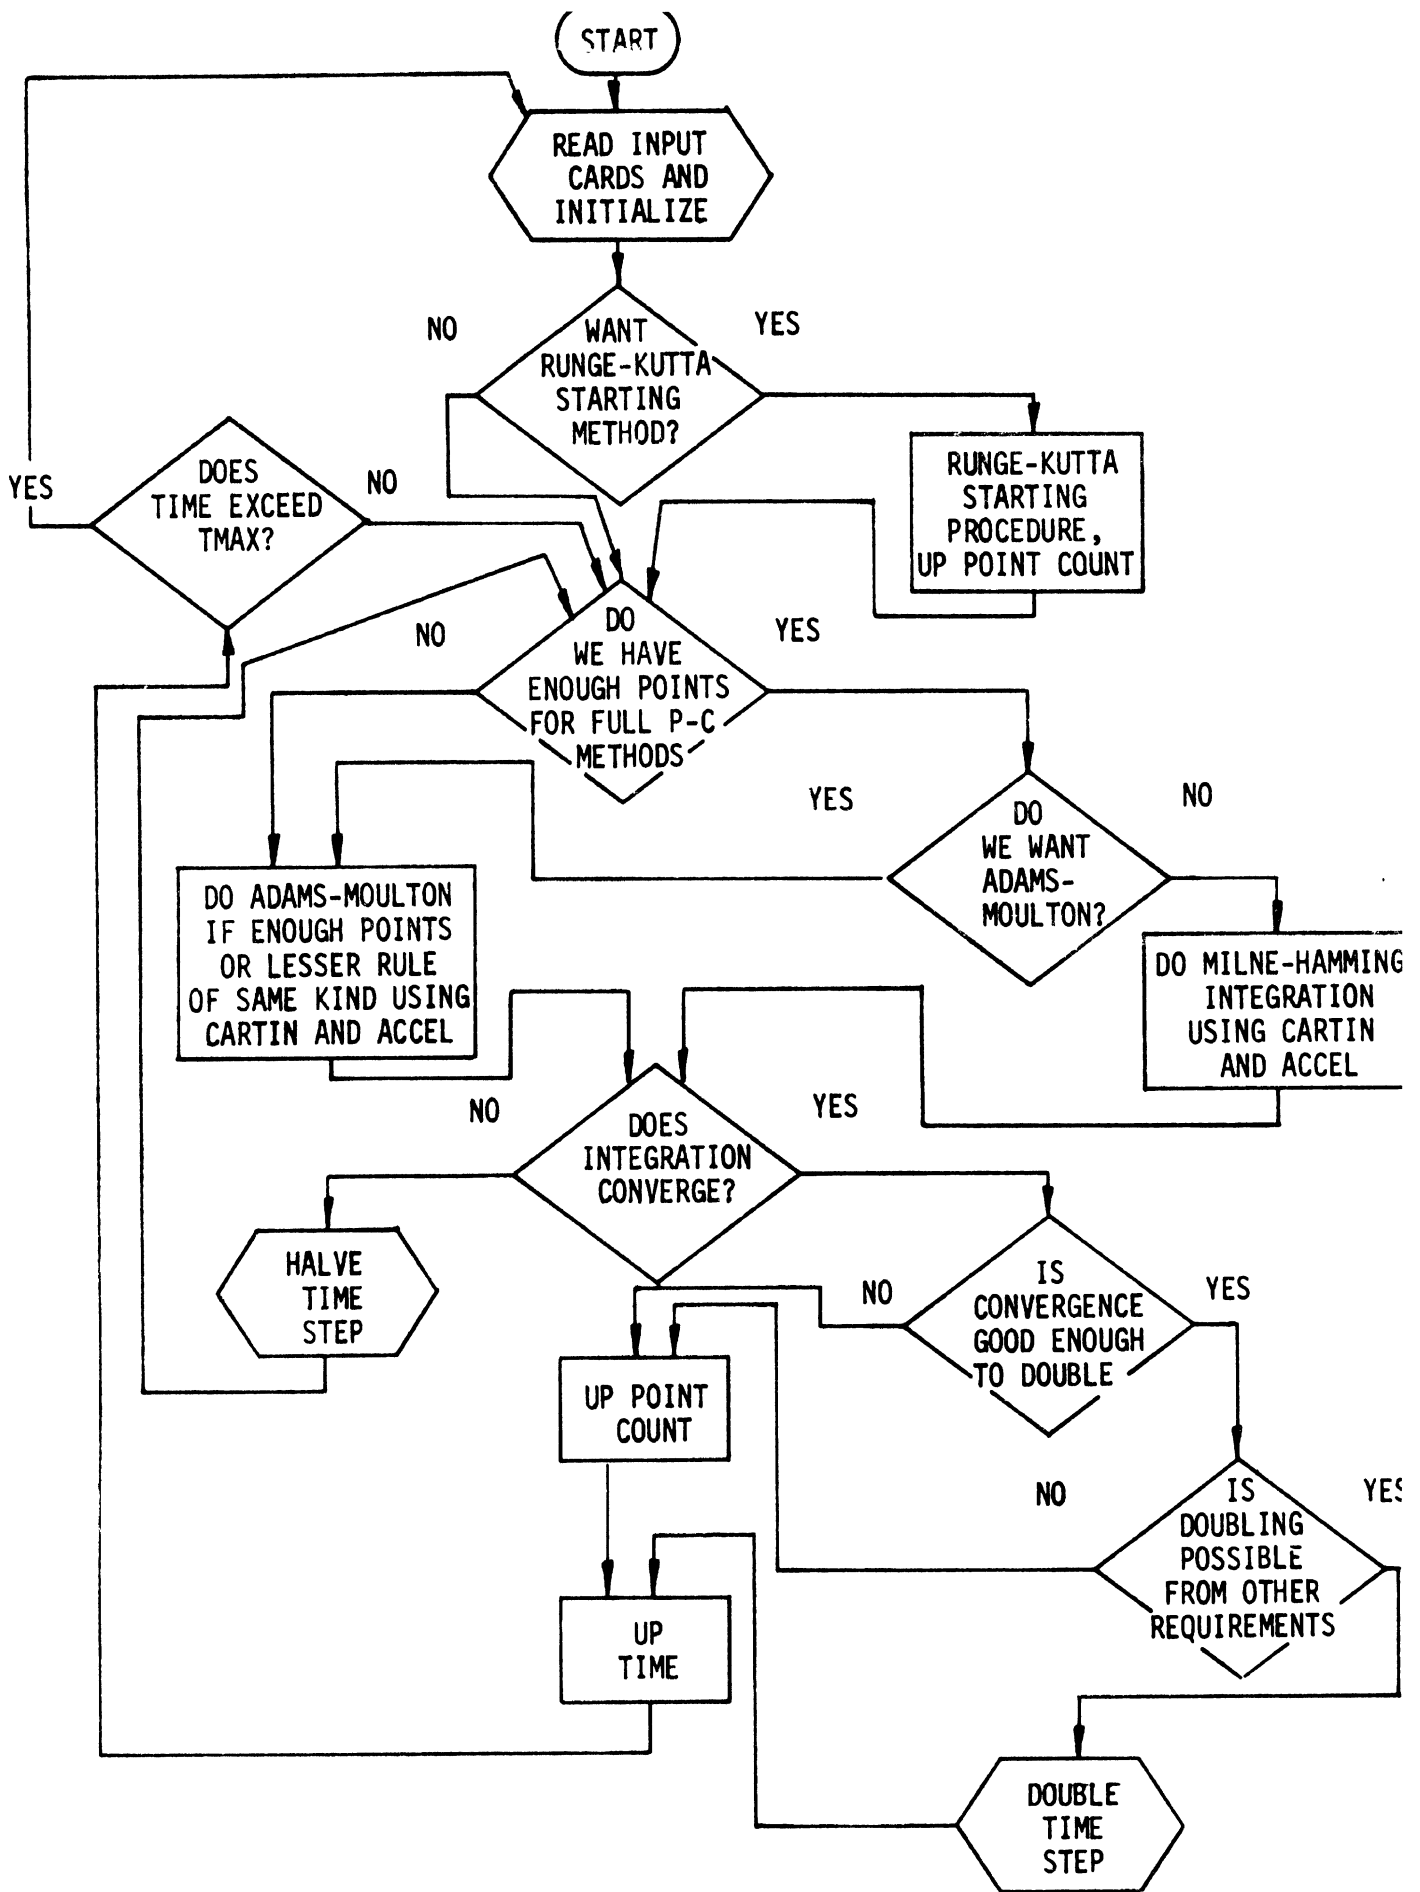 START
READ INPUT
CARDS AND
INITIALIZE
NO
YES
WANT
RUNGE-KUTTA
STARTING
METHOD?
YES
DOES
TIME EXCEED
TMAX?
NO
RUNGE-KUTTA
STARTING
PROCEDURE,
UP POINT COUNT
NO
YES
DO
WE HAVE
ENOUGH POINTS
FOR FULL P-C
METHODS
YES
NO
DO
WE WANT
ADAMS-
MOULTON?
DO ADAMS-MOULTON
IF ENOUGH POINTS
OR LESSER RULE
OF SAME KIND USING
CARTIN AND ACCEL
DO MILNE-HAMMING
INTEGRATION
USING CARTIN
AND ACCEL
NO
YES
DOES
INTEGRATION
CONVERGE?
HALVE
TIME
STEP
NO
YES
IS
CONVERGENCE
GOOD ENOUGH
TO DOUBLE
UP POINT
COUNT
NO
YES
IS
DOUBLING
POSSIBLE
FROM OTHER
REQUIREMENTS
UP
TIME
DOUBLE
TIME
STEP